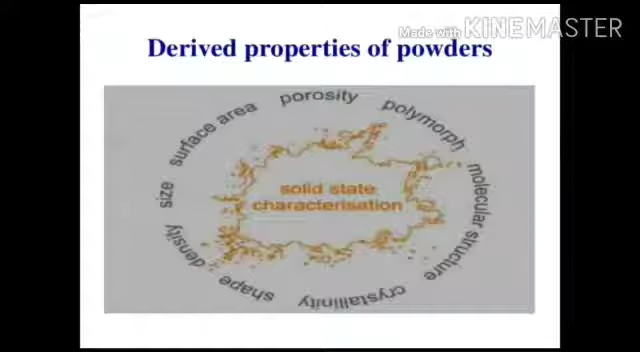 Made with KINEMASTER
Derived properties of powders
porosity
polymorph
molecular structure
crystallinity
shape
density
size
surface area
solid state
characterisation